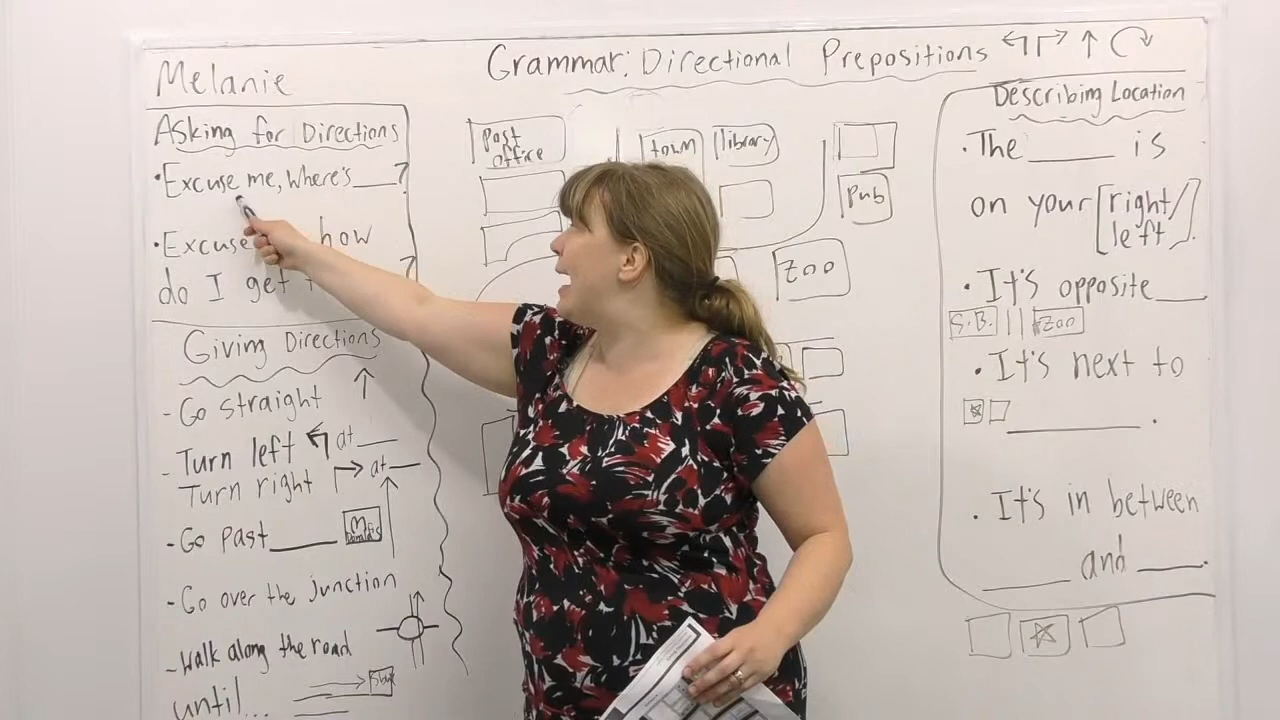 Melanie
Grammar: Directional Prepositions
Asking for Directions
• Excuse me, where's ___?
• Excuse how
do I get ?
Giving Directions
- Go straight
- Turn left at ___
Turn right at ___
- Go past ___
- Go over the junction
- Walk along the road
until...
Post
office
town
library
Pub
Zoo
Describing Location
• The ___ is
on your [right/
left].
• It's opposite ___
S.B. Zoo
• It's next to
___.
• It's in between
___ and ___.